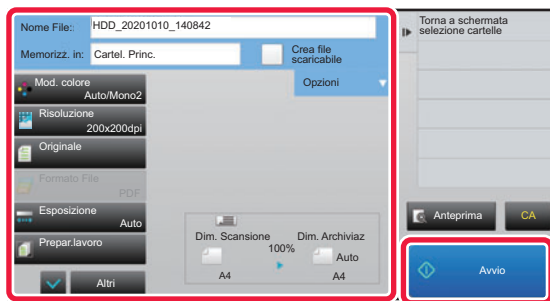 Nome File::
HDD_20201010_140842
Memorizz. in:
Cartel. Princ.
Crea file
scaricabile
Opzioni
Mod. colore
Auto/Mono2
Risoluzione
200x200dpi
Originale
Formato File
PDF
Esposizione
Auto
Prepar.lavoro
Altri
Dim. Scansione
100%
Dim. Archiviaz
Auto
A4
A4
Torna a schermata
selezione cartelle
Anteprima
CA
Avvio